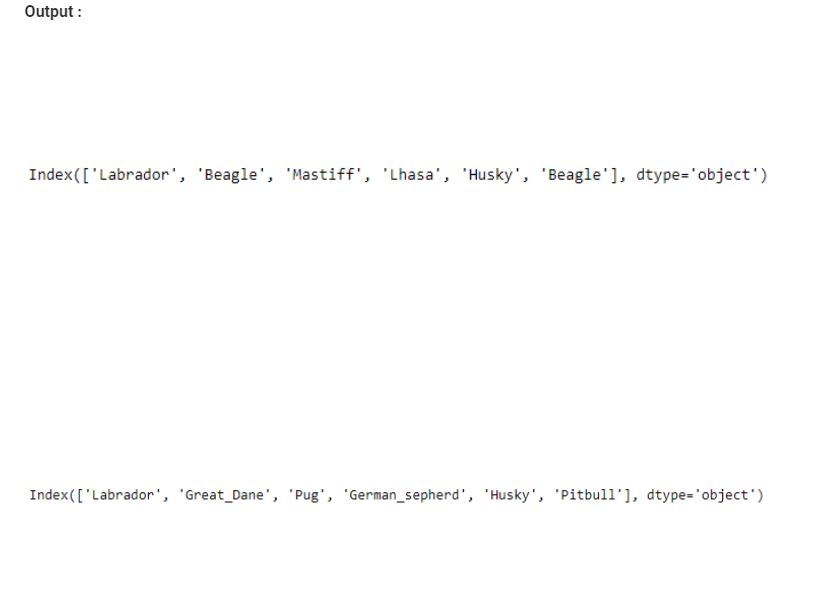 Output :
Index(['Labrador', 'Beagle', 'Mastiff', 'Lhasa', 'Husky', 'Beagle'], dtype='object')
Index(['Labrador', 'Great_Dane', 'Pug', 'German_sepherd', 'Husky', 'Pitbull'], dtype='object')